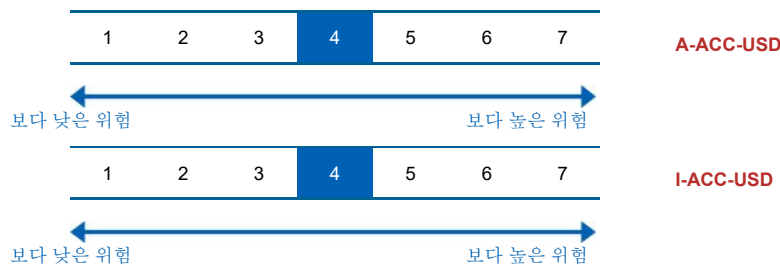 1 2 3 4 5 6 7 A-ACC-USD
보다 낮은 위험 보다 높은 위험
1 2 3 4 5 6 7 I-ACC-USD
보다 낮은 위험 보다 높은 위험